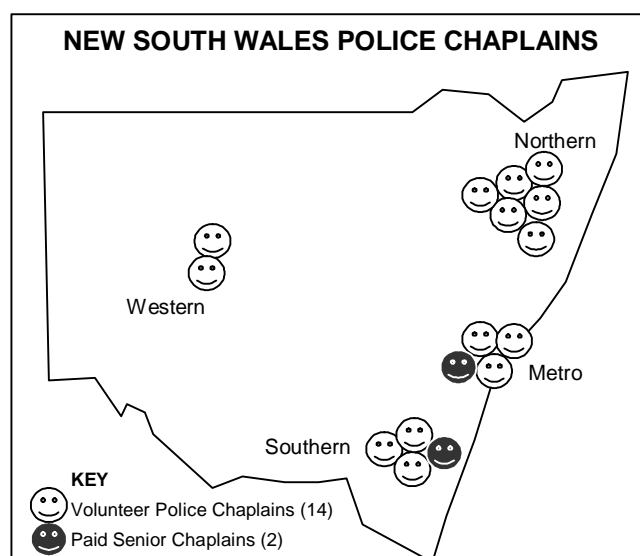 NEW SOUTH WALES POLICE CHAPLAINS
Northern
Western
Metro
Southern
KEY
Volunteer Police Chaplains (14)
Paid Senior Chaplains (2)